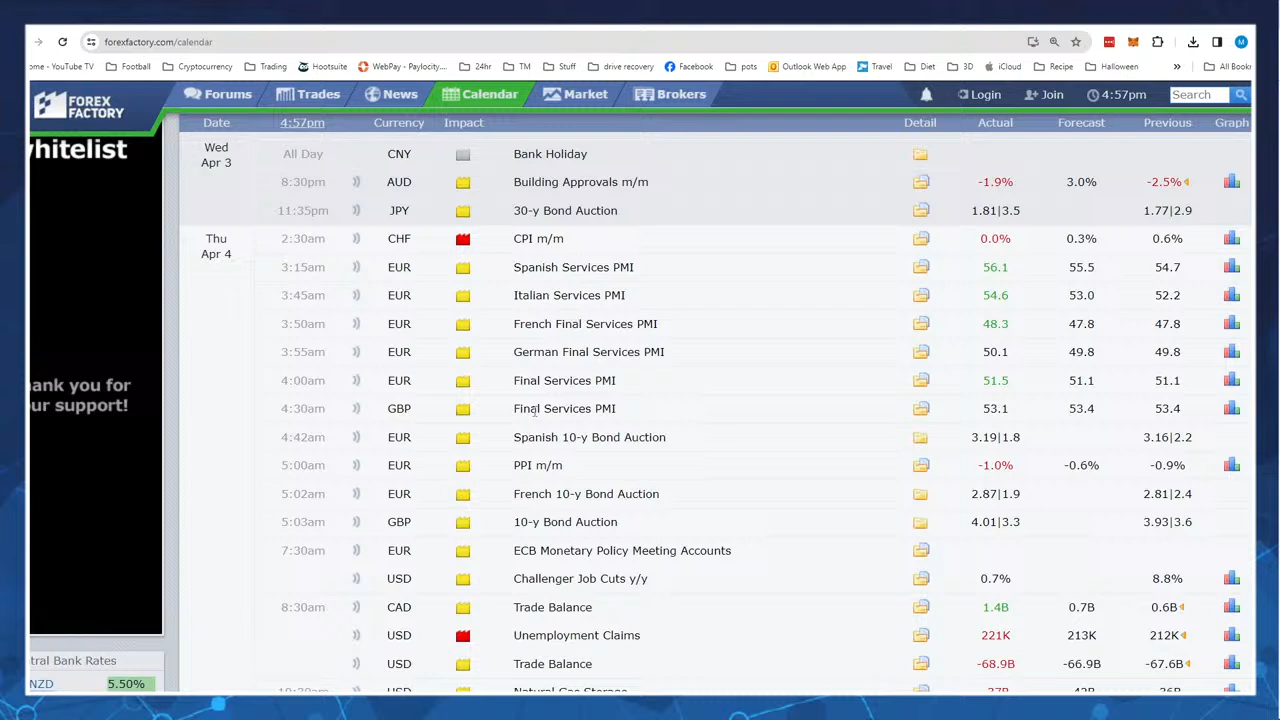 forexfactory.com/calendar
ome - YouTube TV Football Cryptocurrency Trading Hootsuite WebPay - Paylocity.... 24hr TM Stuff drive recovery Facebook pots Outlook Web App Travel Diet 3D iCloud Recipe Halloween » All Book
FOREX FACTORY Forums Trades News Calendar Market Brokers Login Join 4:57pm Search
Date 4:57pm Currency Impact Detail Actual Forecast Previous Graph
Wed Apr 3 All Day CNY Bank Holiday
8:30pm AUD Building Approvals m/m -1.9% 3.0% -2.5%
11:35pm JPY 30-y Bond Auction 1.81|3.5 1.77|2.9
Thu Apr 4 2:30am CHF CPI m/m 0.0% 0.3% 0.6%
3:15am EUR Spanish Services PMI 56.1 55.5 54.7
3:45am EUR Italian Services PMI 54.6 53.0 52.2
3:50am EUR French Final Services PMI 48.3 47.8 47.8
3:55am EUR German Final Services PMI 50.1 49.8 49.8
4:00am EUR Final Services PMI 51.5 51.1 51.1
4:30am GBP Final Services PMI 53.1 53.4 53.4
4:42am EUR Spanish 10-y Bond Auction 3.19|1.8 3.16|2.2
5:00am EUR PPI m/m -1.0% -0.6% -0.9%
5:02am EUR French 10-y Bond Auction 2.87|1.9 2.81|2.4
5:03am GBP 10-y Bond Auction 4.01|3.3 3.93|3.6
7:30am EUR ECB Monetary Policy Meeting Accounts
USD Challenger Job Cuts y/y 0.7% 8.8%
8:30am CAD Trade Balance 1.4B 0.7B 0.6B
USD Unemployment Claims 221K 213K 212K
USD Trade Balance -68.9B -66.9B -67.6B
whitelist
hank you for
ur support!
tral Bank Rates
NZD 5.50%